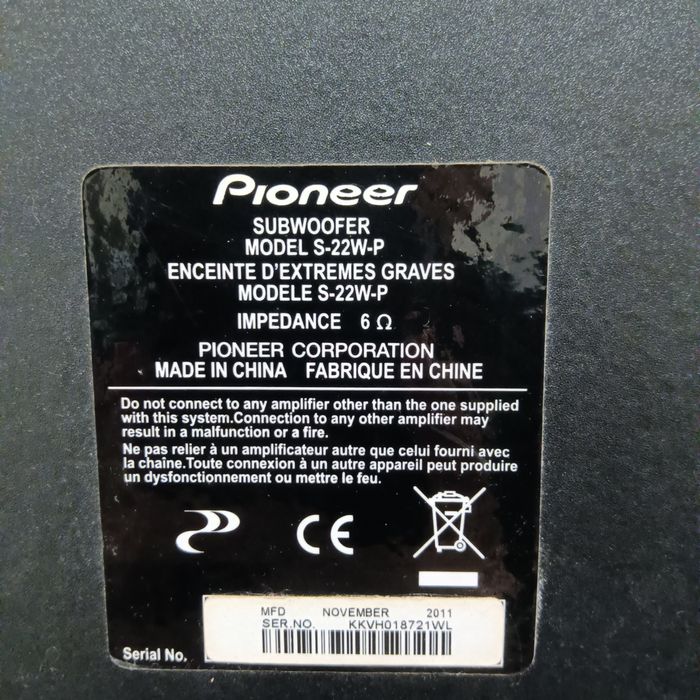 Pioneer
SUBWOOFER
MODEL S-22W-P
ENCEINTE D'EXTREMES GRAVES
MODELE S-22W-P
IMPEDANCE 6 Ω
PIONEER CORPORATION
MADE IN CHINA FABRIQUE EN CHINE
Do not connect to any amplifier other than the one supplied
with this system.Connection to any other amplifier may
result in a malfunction or a fire.
Ne pas relier à un amplificateur autre que celui fourni avec
la chaîne.Toute connexion à un autre appareil peut produire
un dysfonctionnement ou mettre le feu.
CE
MFD NOVEMBER 2011
SER.NO. KKVH018721WL
Serial No.